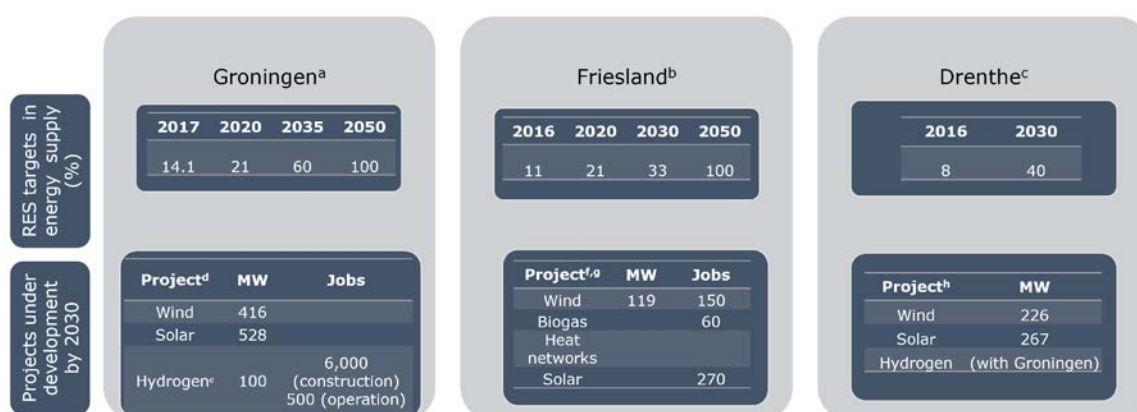 Groningenᵃ
Frieslandᵇ
Drentheᶜ
RES targets in
energy supply
(%)
2017 2020 2035 2050
14.1 21 60 100
2016 2020 2030 2050
11 21 33 100
2016 2030
8 40
Projects under
development
by 2030
Projectᵈ MW Jobs
Wind 416
Solar 528
Hydrogenᵉ 100 6,000
(construction)
500 (operation)
Projectᶠ,ᵍ MW Jobs
Wind 119 150
Biogas 60
Heat
networks
Solar 270
Projectʰ MW
Wind 226
Solar 267
Hydrogen (with Groningen)